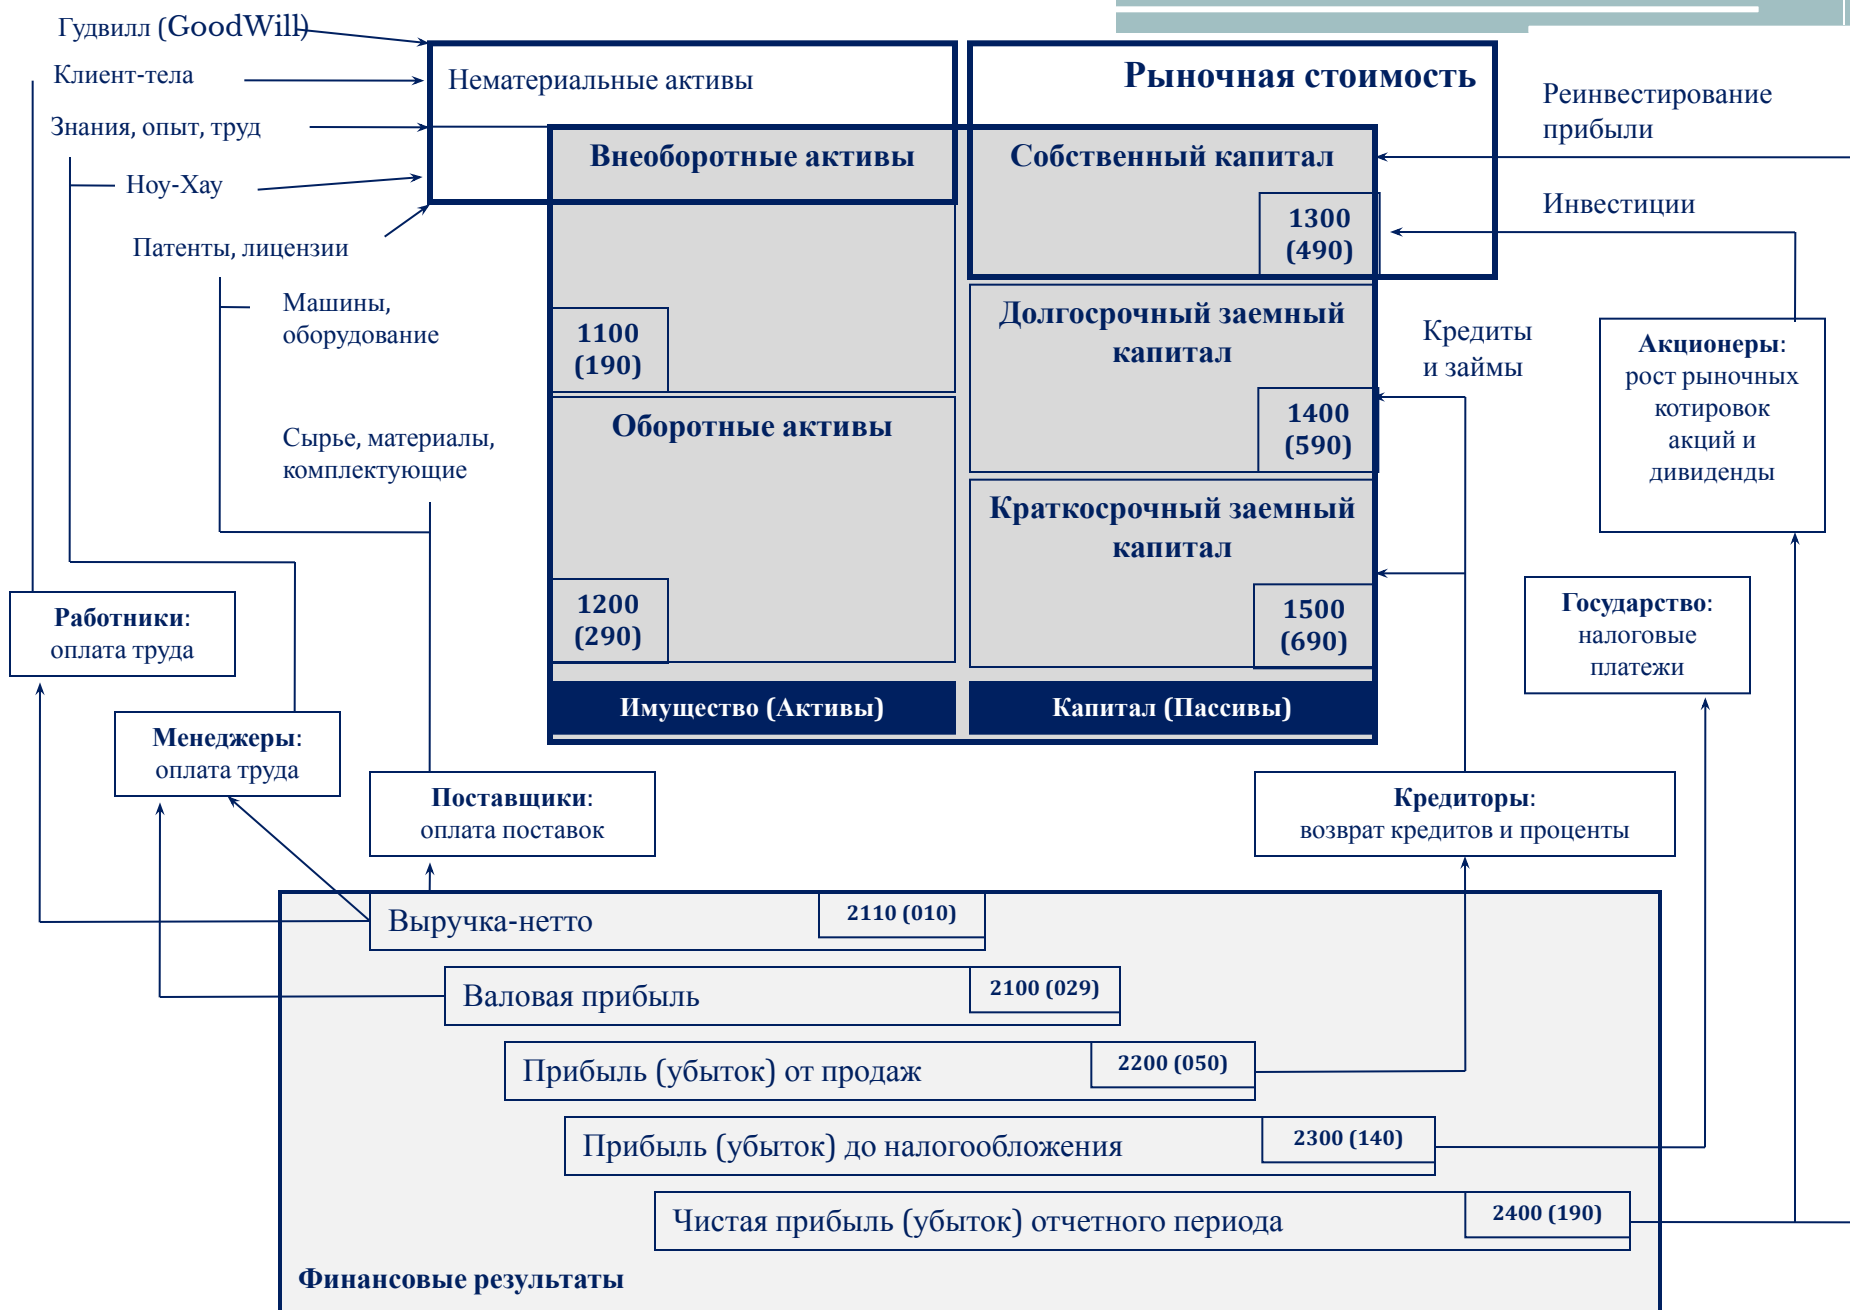 Гудвилл (GoodWill)
Клиент-тела
Знания, опыт, труд
Ноу-Хау
Патенты, лицензии
Машины,
оборудование
Сырье, материалы,
комплектующие
Нематериальные активы
Рыночная стоимость
Внеоборотные активы
1100
(190)
Оборотные активы
1200
(290)
Имущество (Активы)
Собственный капитал
1300
(490)
Долгосрочный заемный
капитал
1400
(590)
Краткосрочный заемный
капитал
1500
(690)
Капитал (Пассивы)
Реинвестирование
прибыли
Инвестиции
Кредиты
и займы
Акционеры:
рост рыночных
котировок
акций и
дивиденды
Государство:
налоговые
платежи
Работники:
оплата труда
Менеджеры:
оплата труда
Поставщики:
оплата поставок
Кредиторы:
возврат кредитов и проценты
Выручка-нетто
2110 (010)
Валовая прибыль
2100 (029)
Прибыль (убыток) от продаж
2200 (050)
Прибыль (убыток) до налогообложения
2300 (140)
Чистая прибыль (убыток) отчетного периода
2400 (190)
Финансовые результаты